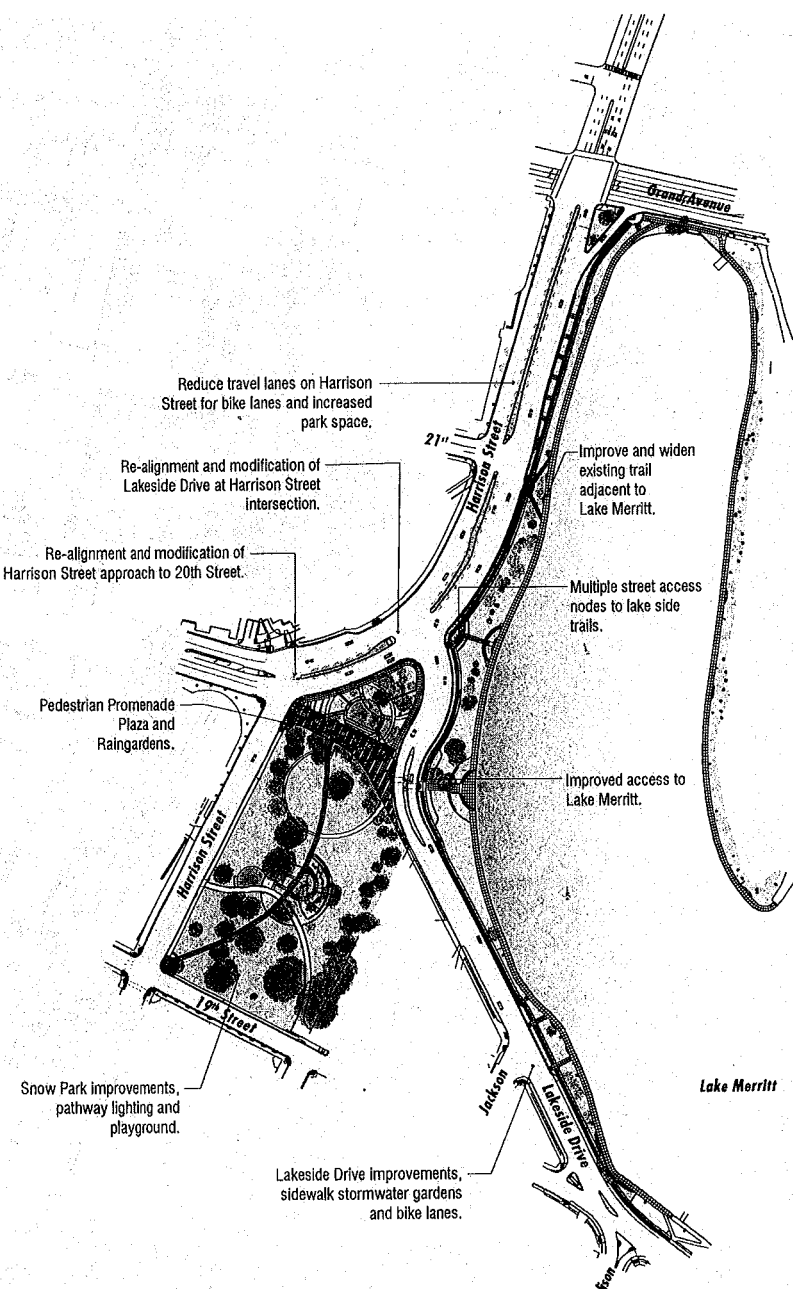 Grand Avenue
Reduce travel lanes on Harrison
Street for bike lanes and increased
park space.
21st
Harrison Street
Re-alignment and modification of
Lakeside Drive at Harrison Street
intersection.
Improve and widen
existing trail
adjacent to
Lake Merritt.
Re-alignment and modification of
Harrison Street approach to 20th Street.
Multiple street access
nodes to lake side
trails.
Pedestrian Promenade
Plaza and
Raingardens.
Improved access to
Lake Merritt.
Harrison Street
19th Street
Snow Park improvements,
pathway lighting and
playground.
Jackson
Lakeside Drive
Lake Merritt
Lakeside Drive improvements,
sidewalk stormwater gardens
and bike lanes.